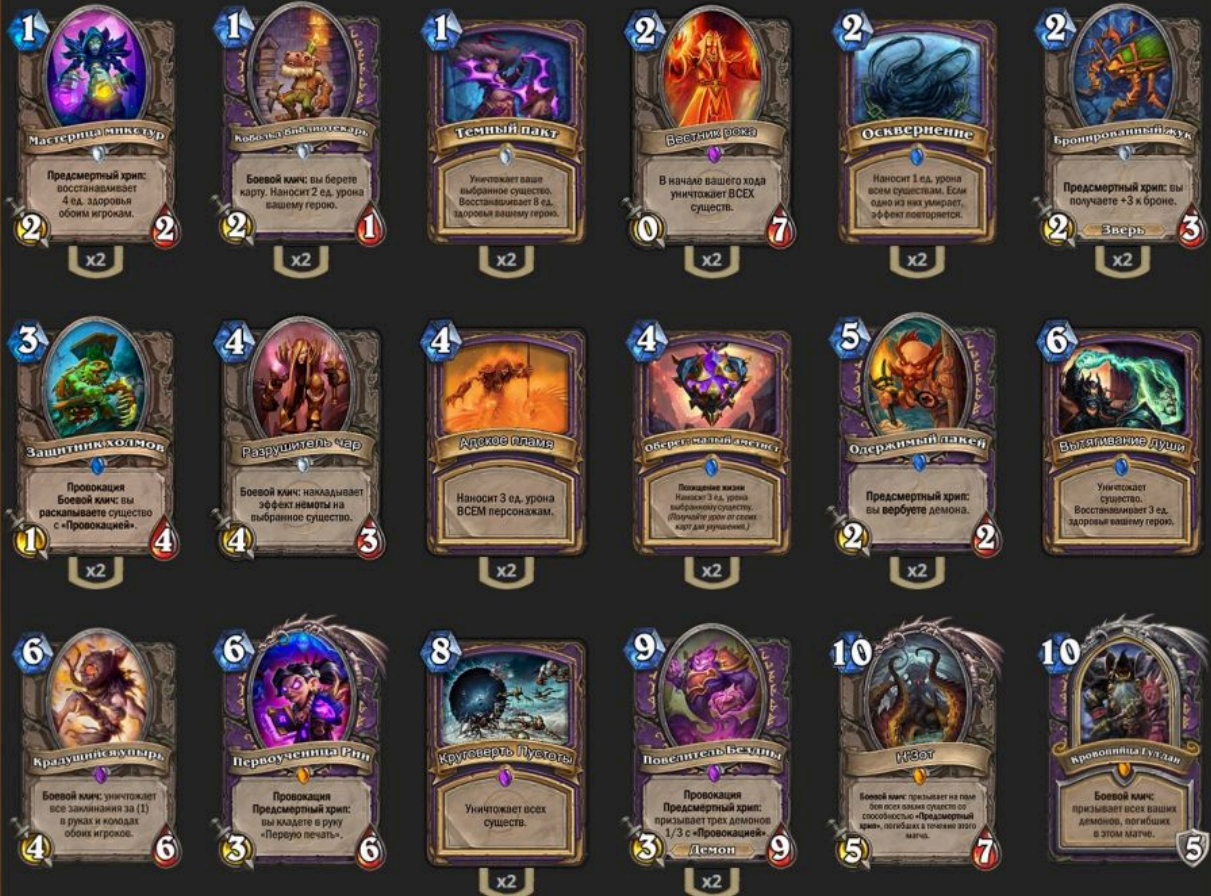 1
Мастерица микстур
Предсмертный хрип:
восстанавливает
4 ед. здоровья
обоим игрокам.
2
2
x2
1
Кобольд библиотекарь
Боевой клич: вы берете
карту. Наносит 2 ед. урона
вашему герою.
2
1
x2
1
Темный пакт
Уничтожает ваше
выбранное существо.
Восстанавливает 8 ед.
здоровья вашему герою.
x2
2
Вестник рока
В начале вашего хода
уничтожает ВСЕХ
существ.
0
7
x2
2
Осквернение
Наносит 1 ед. урона
всем существам. Если
одно из них умирает,
эффект повторяется.
x2
2
Бронированный жук
Предсмертный хрип: вы
получаете +3 к броне.
2
Зверь
3
x2
3
Защитник холмов
Провокация
Боевой клич: вы
раскапываете существо
с «Провокацией».
1
4
x2
4
Разрушитель чар
Боевой клич: накладывает
эффект немоты на
выбранное существо.
4
3
4
Адское пламя
Наносит 3 ед. урона
ВСЕМ персонажам.
x2
4
Оберег: малый аметист
Похищение жизни
Наносит 3 ед. урона
выбранному существу.
(Получайте урон от своих
карт для улучшения.)
x2
5
Одержимый лакей
Предсмертный хрип:
вы вербуете демона.
2
2
x2
6
Вытягивание души
Уничтожает
существо.
Восстанавливает 3 ед.
здоровья вашему герою.
6
Крадущийся упырь
Боевой клич: уничтожает
все заклинания за (1)
в руках и колодах
обоих игроков.
4
6
6
Первоученица Рин
Провокация
Предсмертный хрип:
вы кладете в руку
«Первую печать».
3
6
8
Круговерть Пустоты
Уничтожает всех
существ.
x2
9
Повелитель Бездны
Провокация
Предсмертный хрип:
призывает трех демонов
1/3 с «Провокацией».
3
Демон
9
x2
10
Н'Зот
Боевой клич: призывает на поле
боя всех ваших существ со
способностью «Предсмертный
хрип», погибших в течение этого
матча.
5
7
10
Кровопийца Гул'дан
Боевой клич:
призывает всех ваших
демонов, погибших
в этом матче.
5